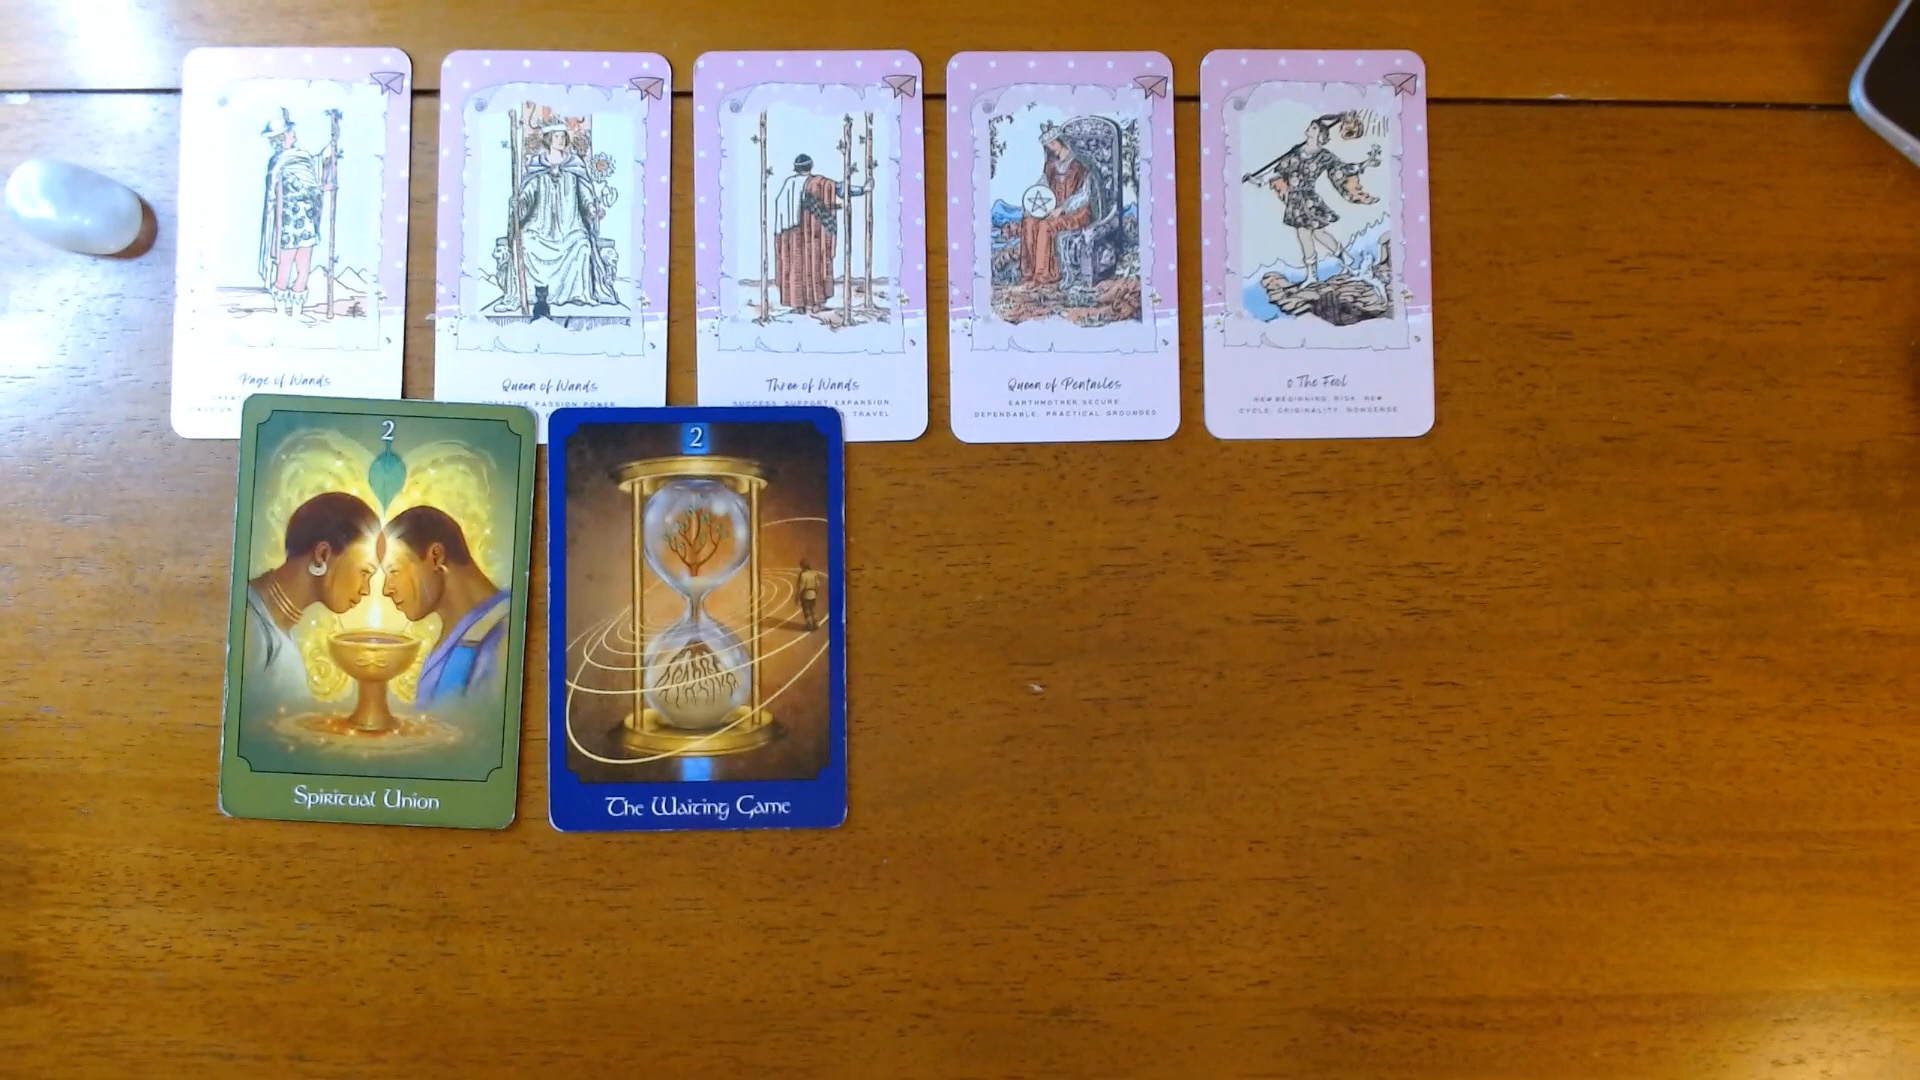 Page of Wands
Queen of Wands
POWER
Three of Wands
SUCCESS, SUPPORT EXPANSION,
TRAVEL
Queen of Pentacles
EARTHMOTHER, SECURE,
DEPENDABLE, PRACTICAL, GROUNDED
0 The Fool
NEW BEGINNING, RISK, NEW
CYCLE, ORIGINALITY, NONSENSE
2
Spiritual Union
2
The Waiting Game